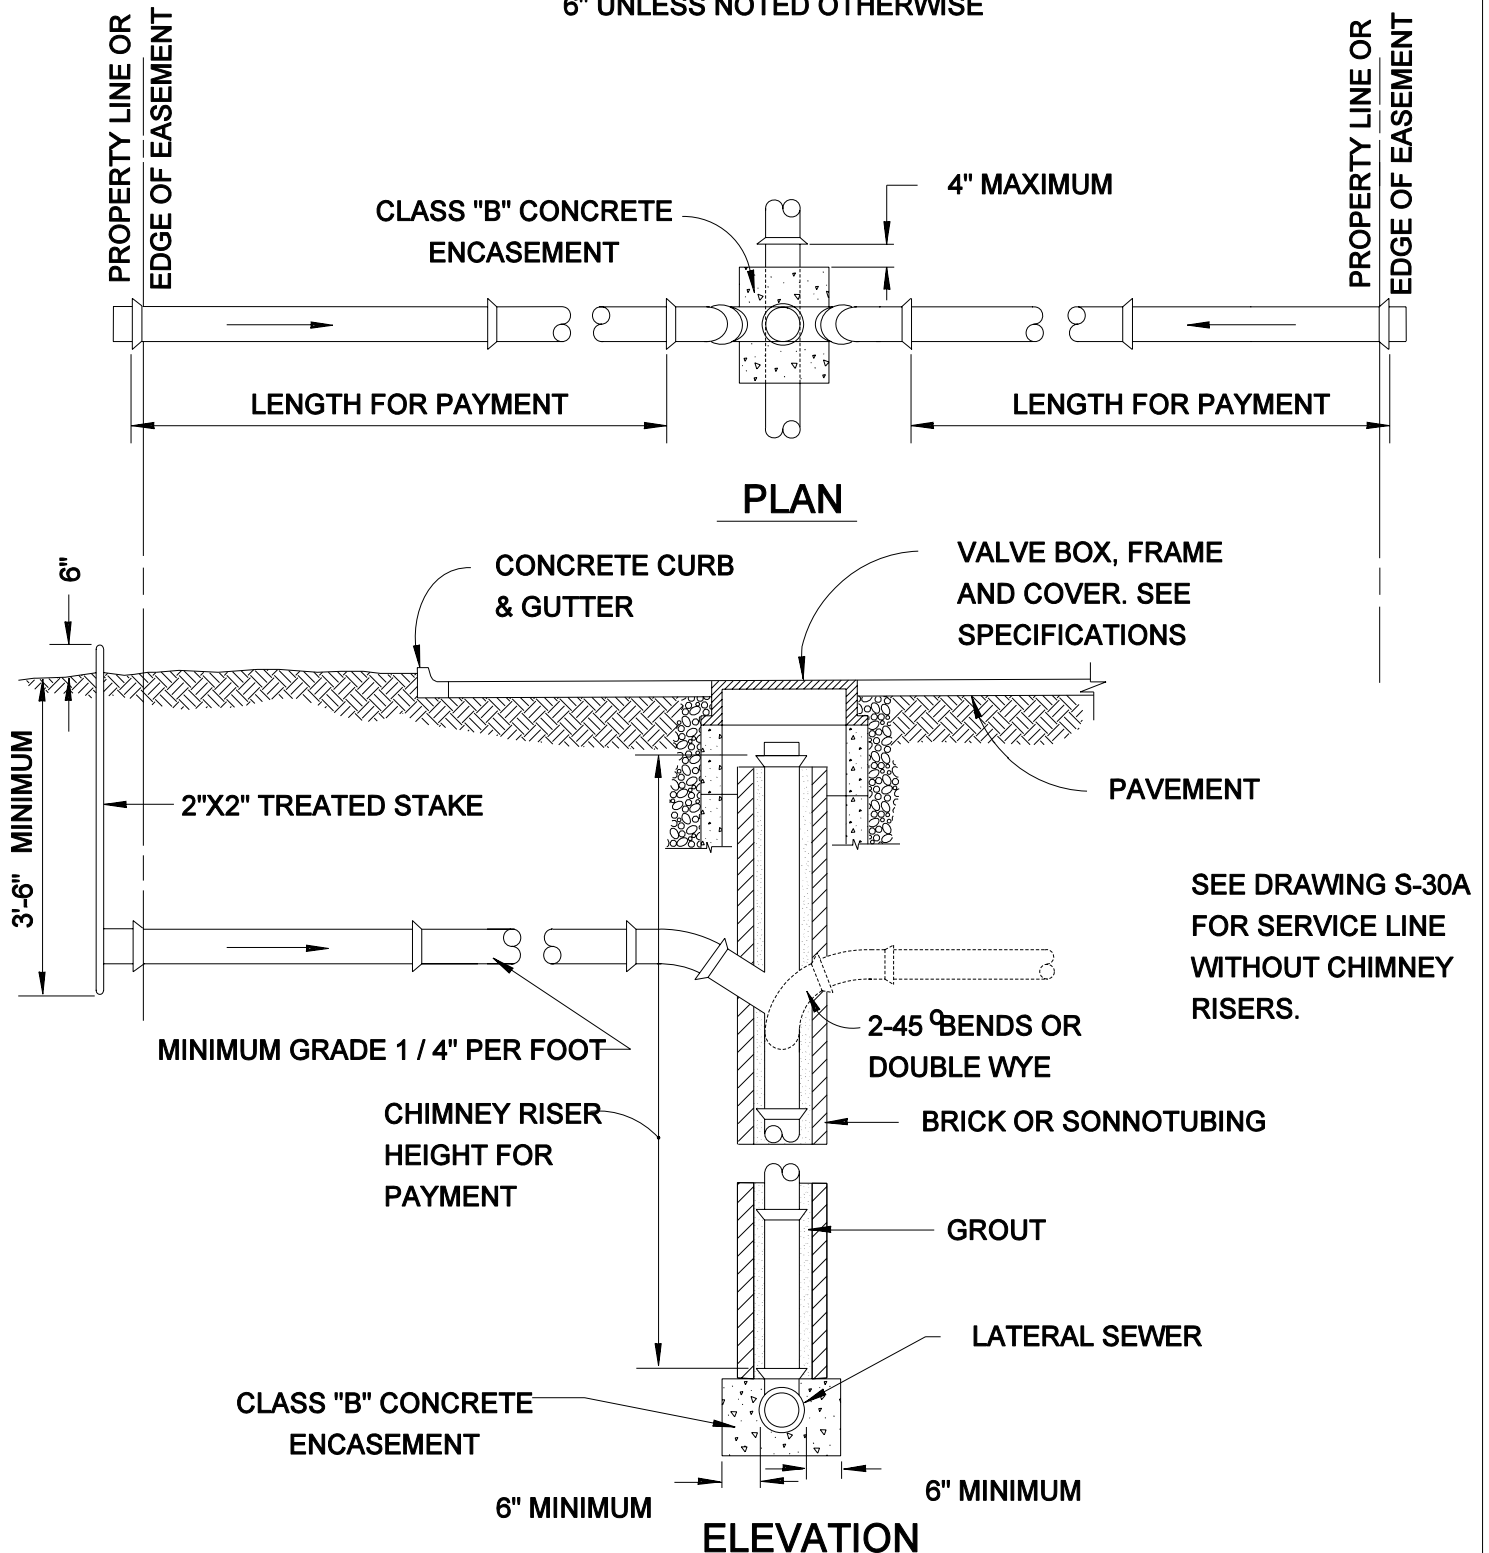 6" UNLESS NOTED OTHERWISE
PROPERTY LINE OR
EDGE OF EASEMENT
PROPERTY LINE OR
EDGE OF EASEMENT
4" MAXIMUM
CLASS "B" CONCRETE
ENCASEMENT
LENGTH FOR PAYMENT
LENGTH FOR PAYMENT
PLAN
6"
CONCRETE CURB
& GUTTER
VALVE BOX, FRAME
AND COVER. SEE
SPECIFICATIONS
3'-6" MINIMUM
2"X2" TREATED STAKE
PAVEMENT
SEE DRAWING S-30A
FOR SERVICE LINE
WITHOUT CHIMNEY
RISERS.
MINIMUM GRADE 1 / 4" PER FOOT
2-45 ° BENDS OR
DOUBLE WYE
CHIMNEY RISER
HEIGHT FOR
PAYMENT
BRICK OR SONNOTUBING
GROUT
LATERAL SEWER
CLASS "B" CONCRETE
ENCASEMENT
6" MINIMUM
6" MINIMUM
ELEVATION